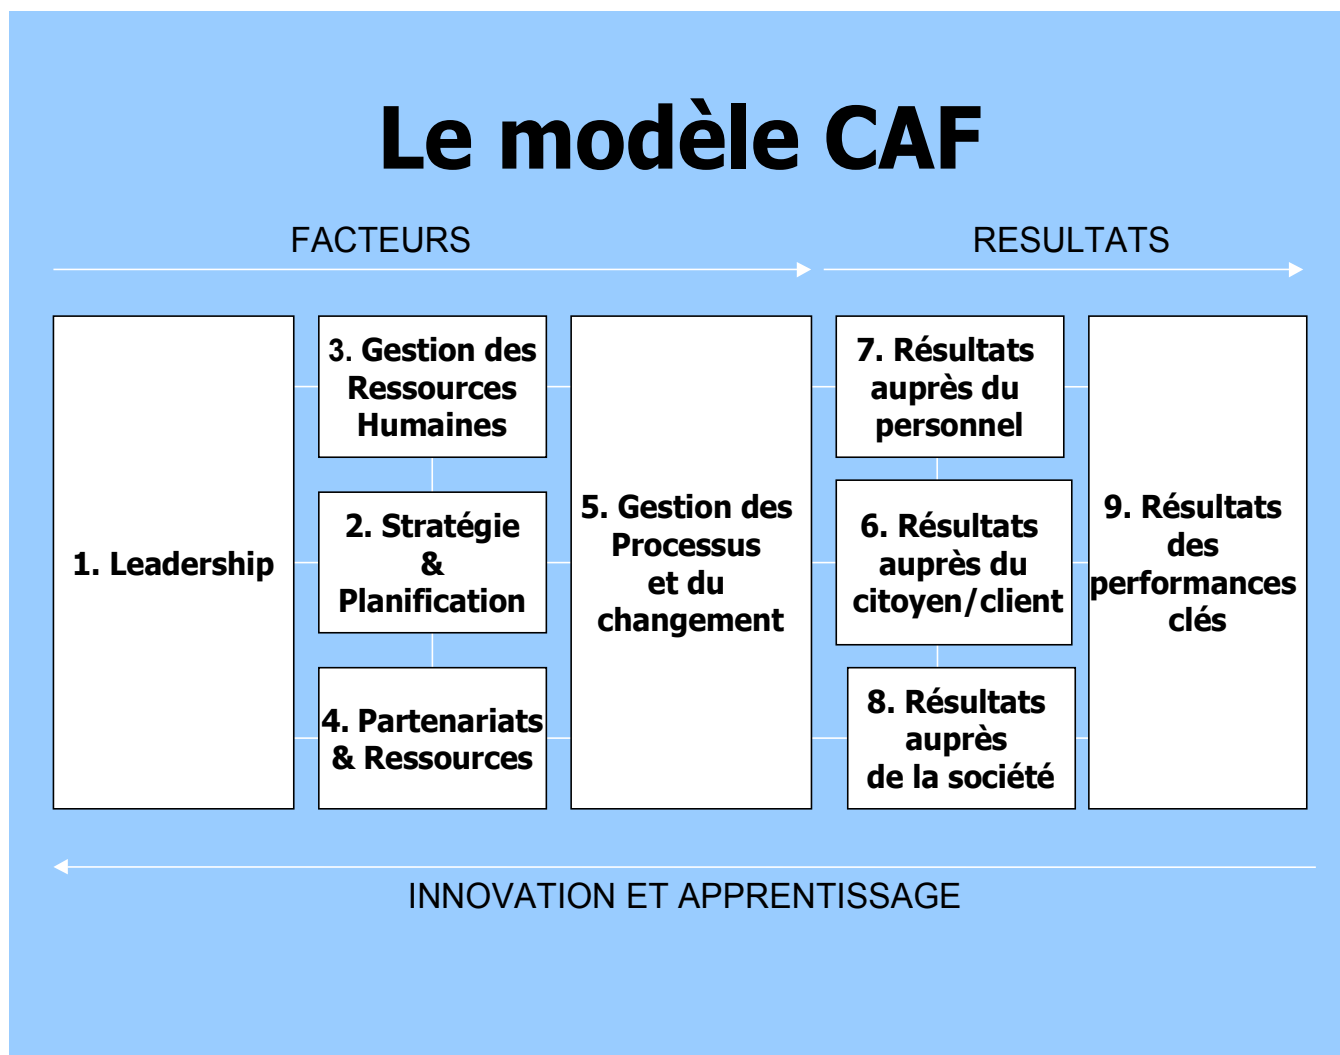 Le modèle CAF
FACTEURS
RESULTATS
1. Leadership
3. Gestion des
Ressources
Humaines
2. Stratégie
&
Planification
4. Partenariats
& Ressources
5. Gestion des
Processus
et du
changement
7. Résultats
auprès du
personnel
6. Résultats
auprès du
citoyen/client
8. Résultats
auprès
de la société
9. Résultats
des
performances
clés
INNOVATION ET APPRENTISSAGE